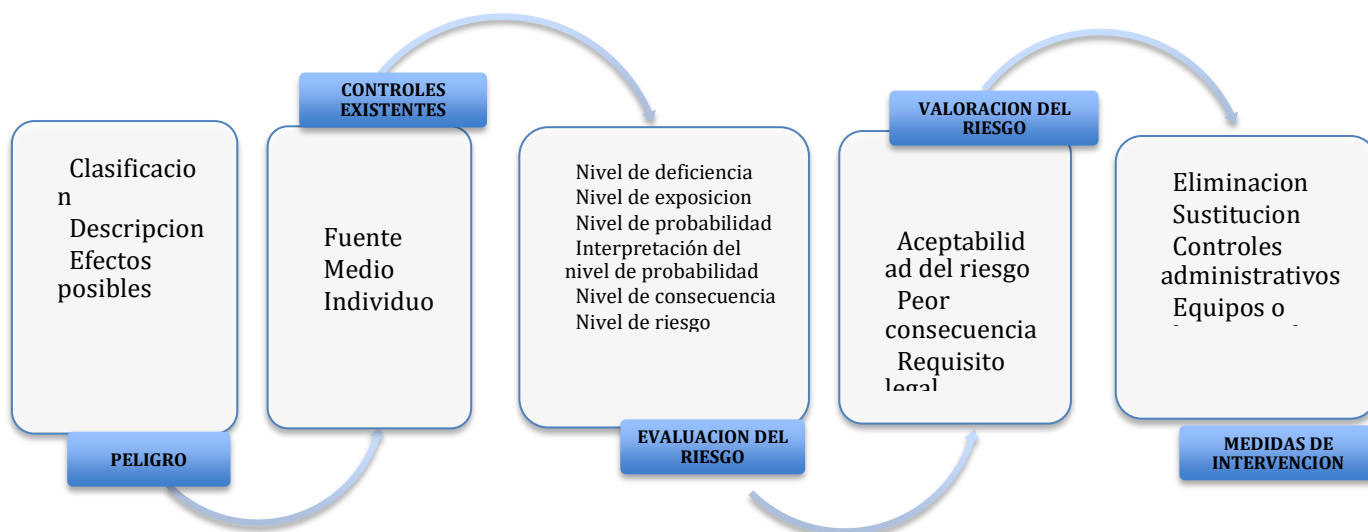 Clasificacio
n
Descripcion
Efectos
posibles
PELIGRO
CONTROLES
EXISTENTES
Fuente
Medio
Individuo
Nivel de deficiencia
Nivel de exposicion
Nivel de probabilidad
Interpretación del
nivel de probabilidad
Nivel de consecuencia
Nivel de riesgo
EVALUACION DEL
RIESGO
VALORACION DEL
RIESGO
Aceptabilid
ad del riesgo
Peor
consecuencia
Requisito
legal
Eliminacion
Sustitucion
Controles
administrativos
Equipos o
MEDIDAS DE
INTERVENCION